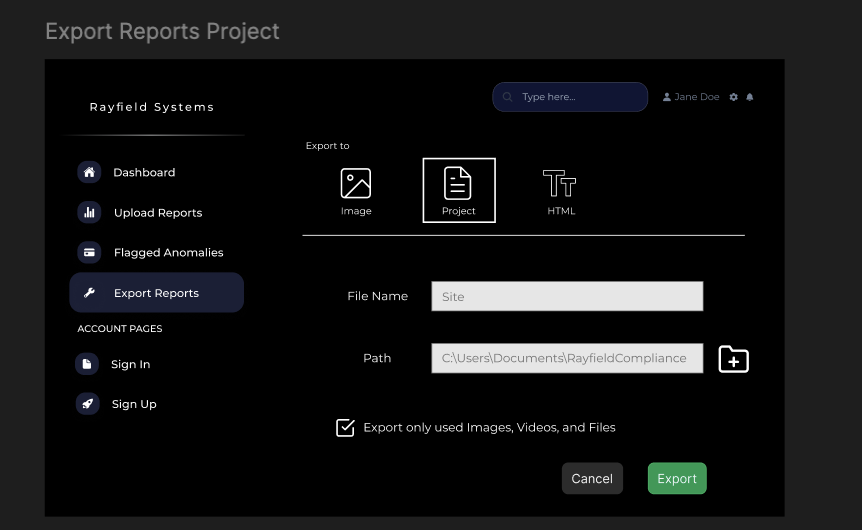 Export Reports Project
Rayfield Systems
Type here...
Jane Doe
Dashboard
Upload Reports
Flagged Anomalies
Export Reports
ACCOUNT PAGES
Sign In
Sign Up
Export to
Image
Project
TT
HTML
File Name
Site
Path
C:\Users\Documents\RayfieldCompliance
Export only used Images, Videos, and Files
Cancel
Export